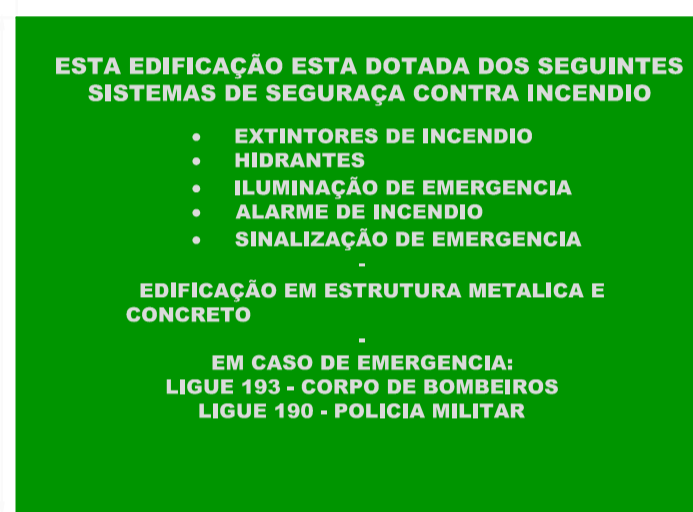 ESTA EDIFICAÇÃO ESTA DOTADA DOS SEGUINTES
SISTEMAS DE SEGURAÇA CONTRA INCENDIO
• EXTINTORES DE INCENDIO
• HIDRANTES
• ILUMINAÇÃO DE EMERGENCIA
• ALARME DE INCENDIO
• SINALIZAÇÃO DE EMERGENCIA
-
EDIFICAÇÃO EM ESTRUTURA METALICA E
CONCRETO
-
EM CASO DE EMERGENCIA:
LIGUE 193 - CORPO DE BOMBEIROS
LIGUE 190 - POLICIA MILITAR